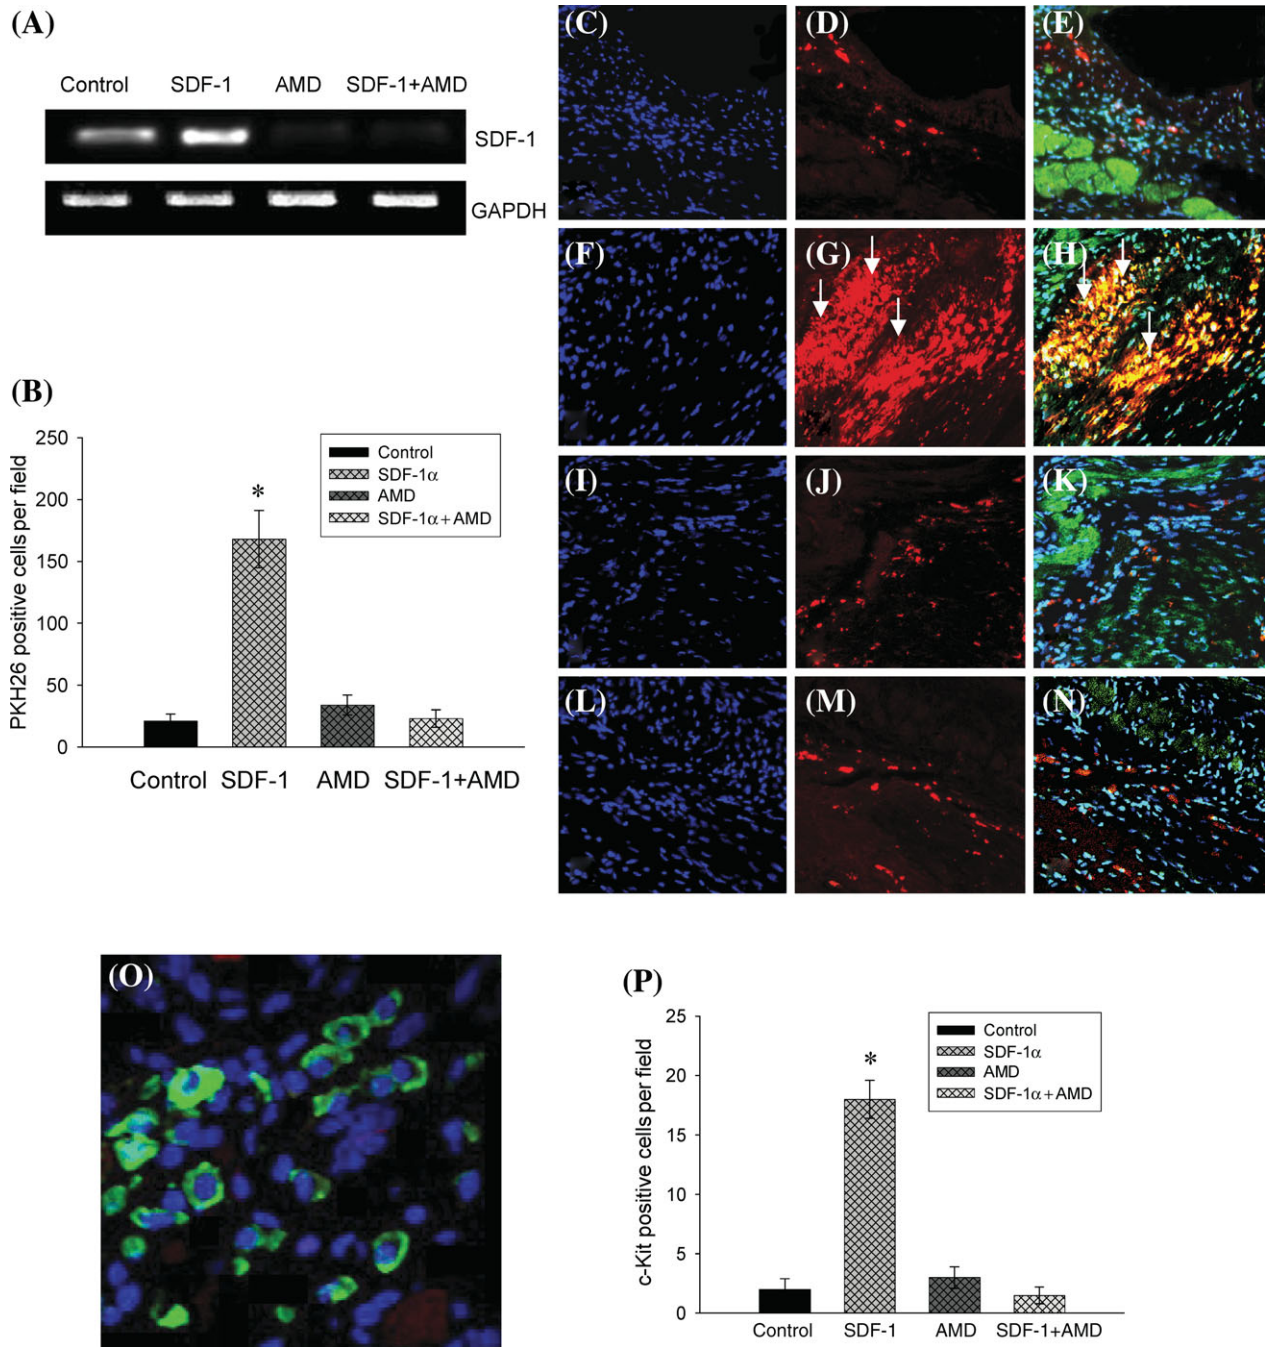 (A)
Control SDF-1 AMD SDF-1+AMD
SDF-1
GAPDH
(B)
250
200
150
100
50
0
PKH26 positive cells per field
*
Control
SDF-1α
AMD
SDF-1α+AMD
Control SDF-1 AMD SDF-1+AMD
(C) (D) (E)
(F) (G) (H)
(I) (J) (K)
(L) (M) (N)
(O)
(P)
25
20
15
10
5
0
c-Kit positive cells per field
*
Control
SDF-1α
AMD
SDF-1α+AMD
Control SDF-1 AMD SDF-1+AMD